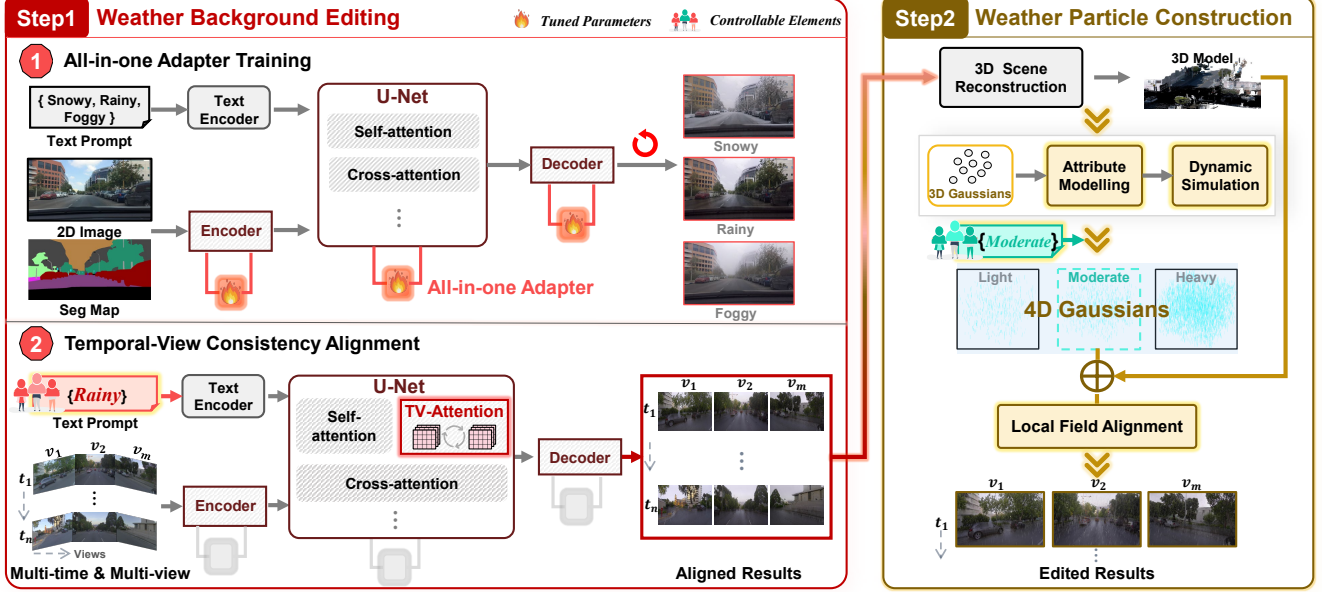 Step1
Weather Background Editing
Tuned Parameters
Controllable Elements
1
All-in-one Adapter Training
{ Snowy, Rainy,
Foggy }
Text Prompt
Text
Encoder
U-Net
Self-attention
Cross-attention
⋮
2D Image
Seg Map
Encoder
All-in-one Adapter
Decoder
Snowy
Rainy
Foggy
2
Temporal-View Consistency Alignment
{Rainy}
Text Prompt
Text
Encoder
v1 v2 vm
t1
⋮
tn
Views
Multi-time & Multi-view
Encoder
U-Net
Self-
attention
TV-Attention
Cross-attention
⋮
Decoder
v1 v2 vm
t1
⋮
tn
Aligned Results
Step2
Weather Particle Construction
3D Scene
Reconstruction
3D Model
3D Gaussians
Attribute
Modelling
Dynamic
Simulation
{Moderate}
Light
Moderate
Heavy
4D Gaussians
Local Field Alignment
v1 v2 vm
t1
⋮
Edited Results